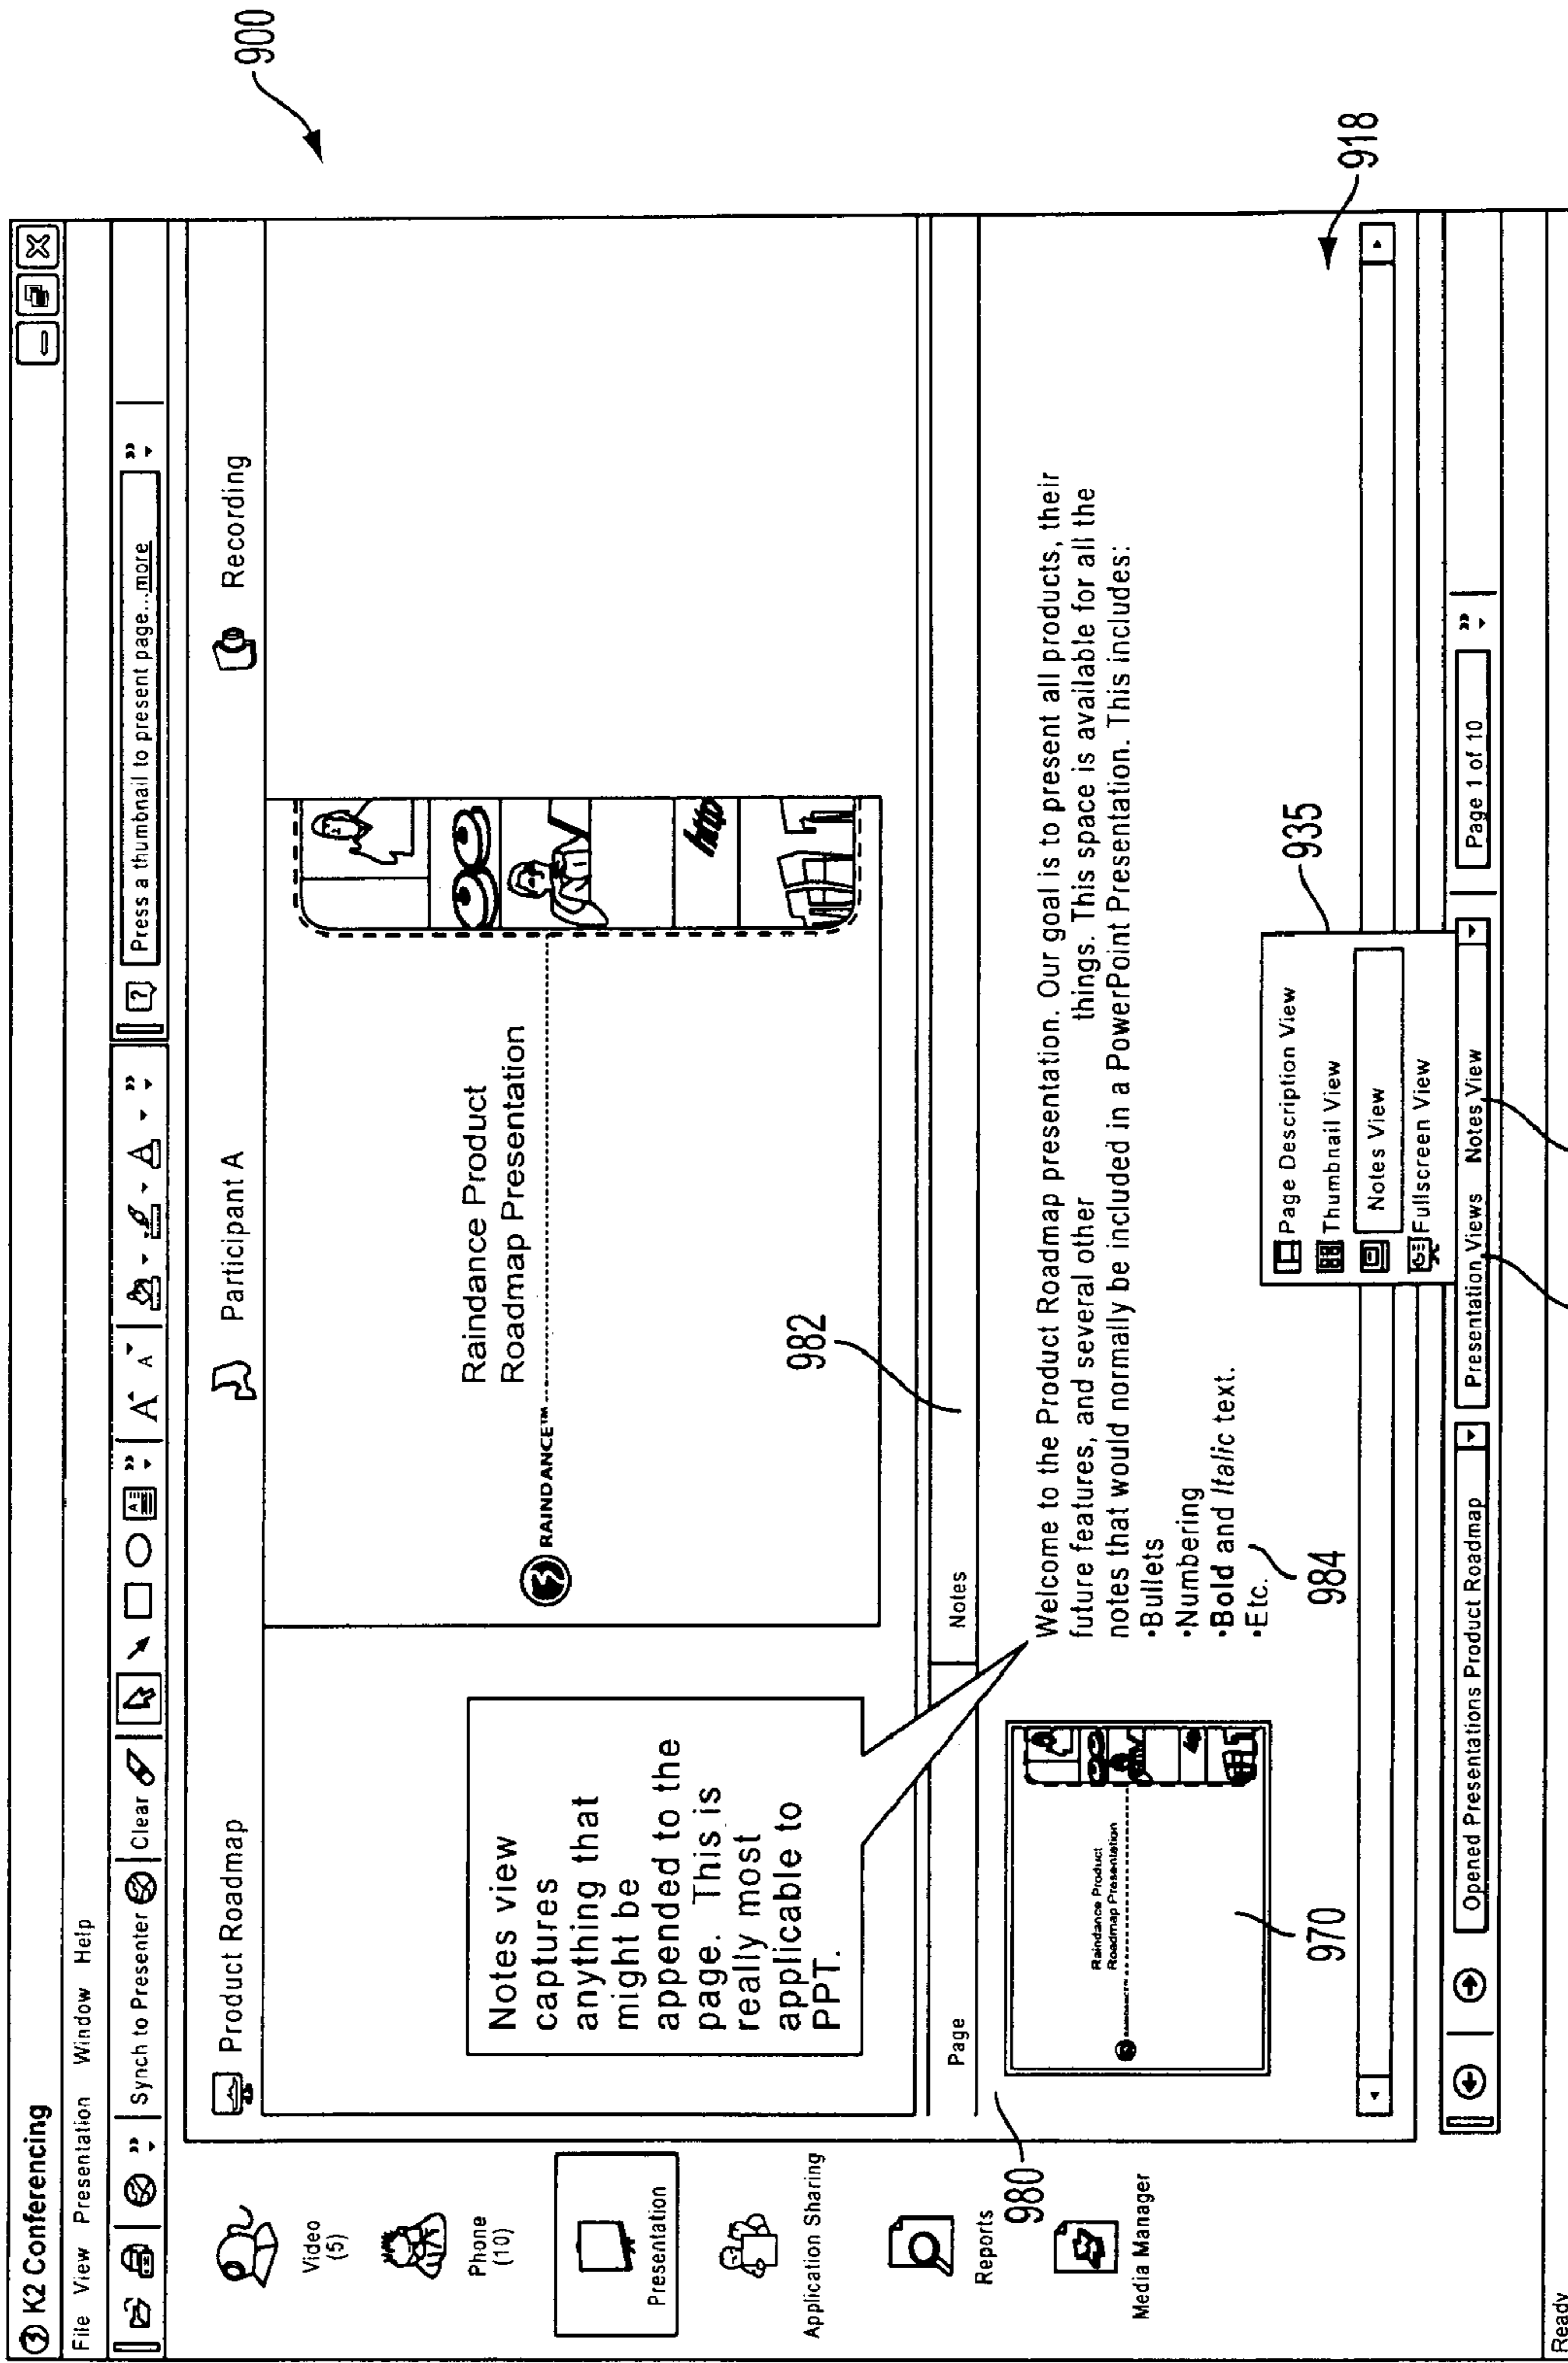 K2 Conferencing
File View Presentation Window Help
Synch to Presenter Clear A A A A » Press a thumbnail to present page...more »
Video
(5)
Phone
(10)
Presentation
Application Sharing
Reports
Media Manager
Product Roadmap Participant A Recording
Notes view
captures
anything that
might be
appended to the
page. This is
really most
applicable to
PPT.
Raindance Product
Roadmap Presentation
RAINDANCE™
http
982
Page Notes
980
Raindance Product
Roadmap Presentation
RAINDANCE
http
970
Welcome to the Product Roadmap presentation. Our goal is to present all products, their
future features, and several other things. This space is available for all the
notes that would normally be included in a PowerPoint Presentation. This includes:
•Bullets
•Numbering
•Bold and Italic text.
•Etc.
984
Page Description View
Thumbnail View
Notes View
Fullscreen View
935
Opened Presentations Product Roadmap Presentation Views Notes View Page 1 of 10 »
Ready
900
918